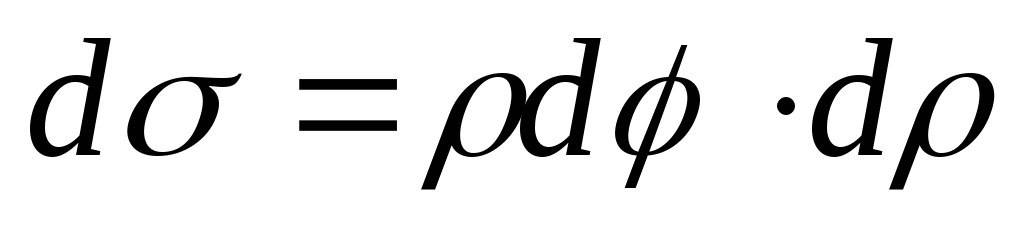 dσ = ρdϕ ·dρ